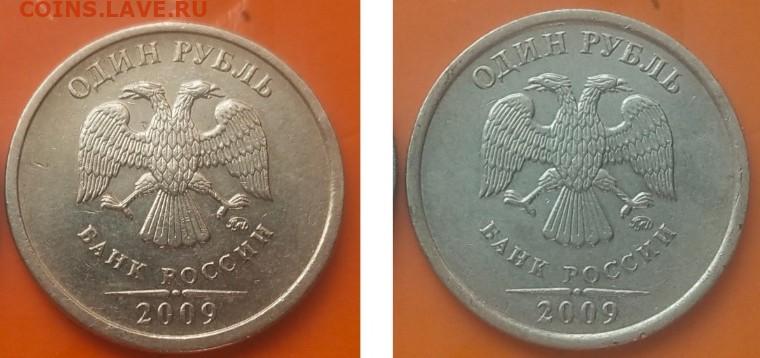 COINS.LAVE.RU
ОДИН РУБЛЬ
БАНК РОССИИ
2009
ОДИН РУБЛЬ
БАНК РОССИИ
2009